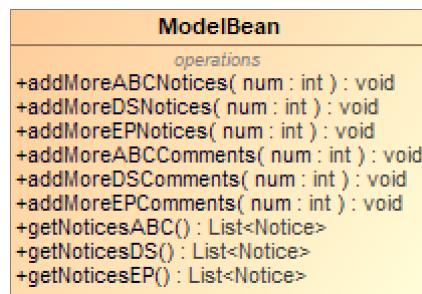 ModelBean
operations
+addMoreABCNotices( num : int ) : void
+addMoreDSNotices( num : int ) : void
+addMoreEPNotices( num : int ) : void
+addMoreABCComments( num : int ) : void
+addMoreDSComments( num : int ) : void
+addMoreEPComments( num : int ) : void
+getNoticesABC() : List<Notice>
+getNoticesDS() : List<Notice>
+getNoticesEP() : List<Notice>